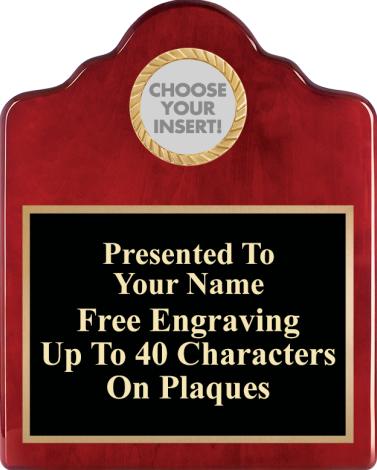 CHOOSE
YOUR
INSERT!
Presented To
Your Name
Free Engraving
Up To 40 Characters
On Plaques